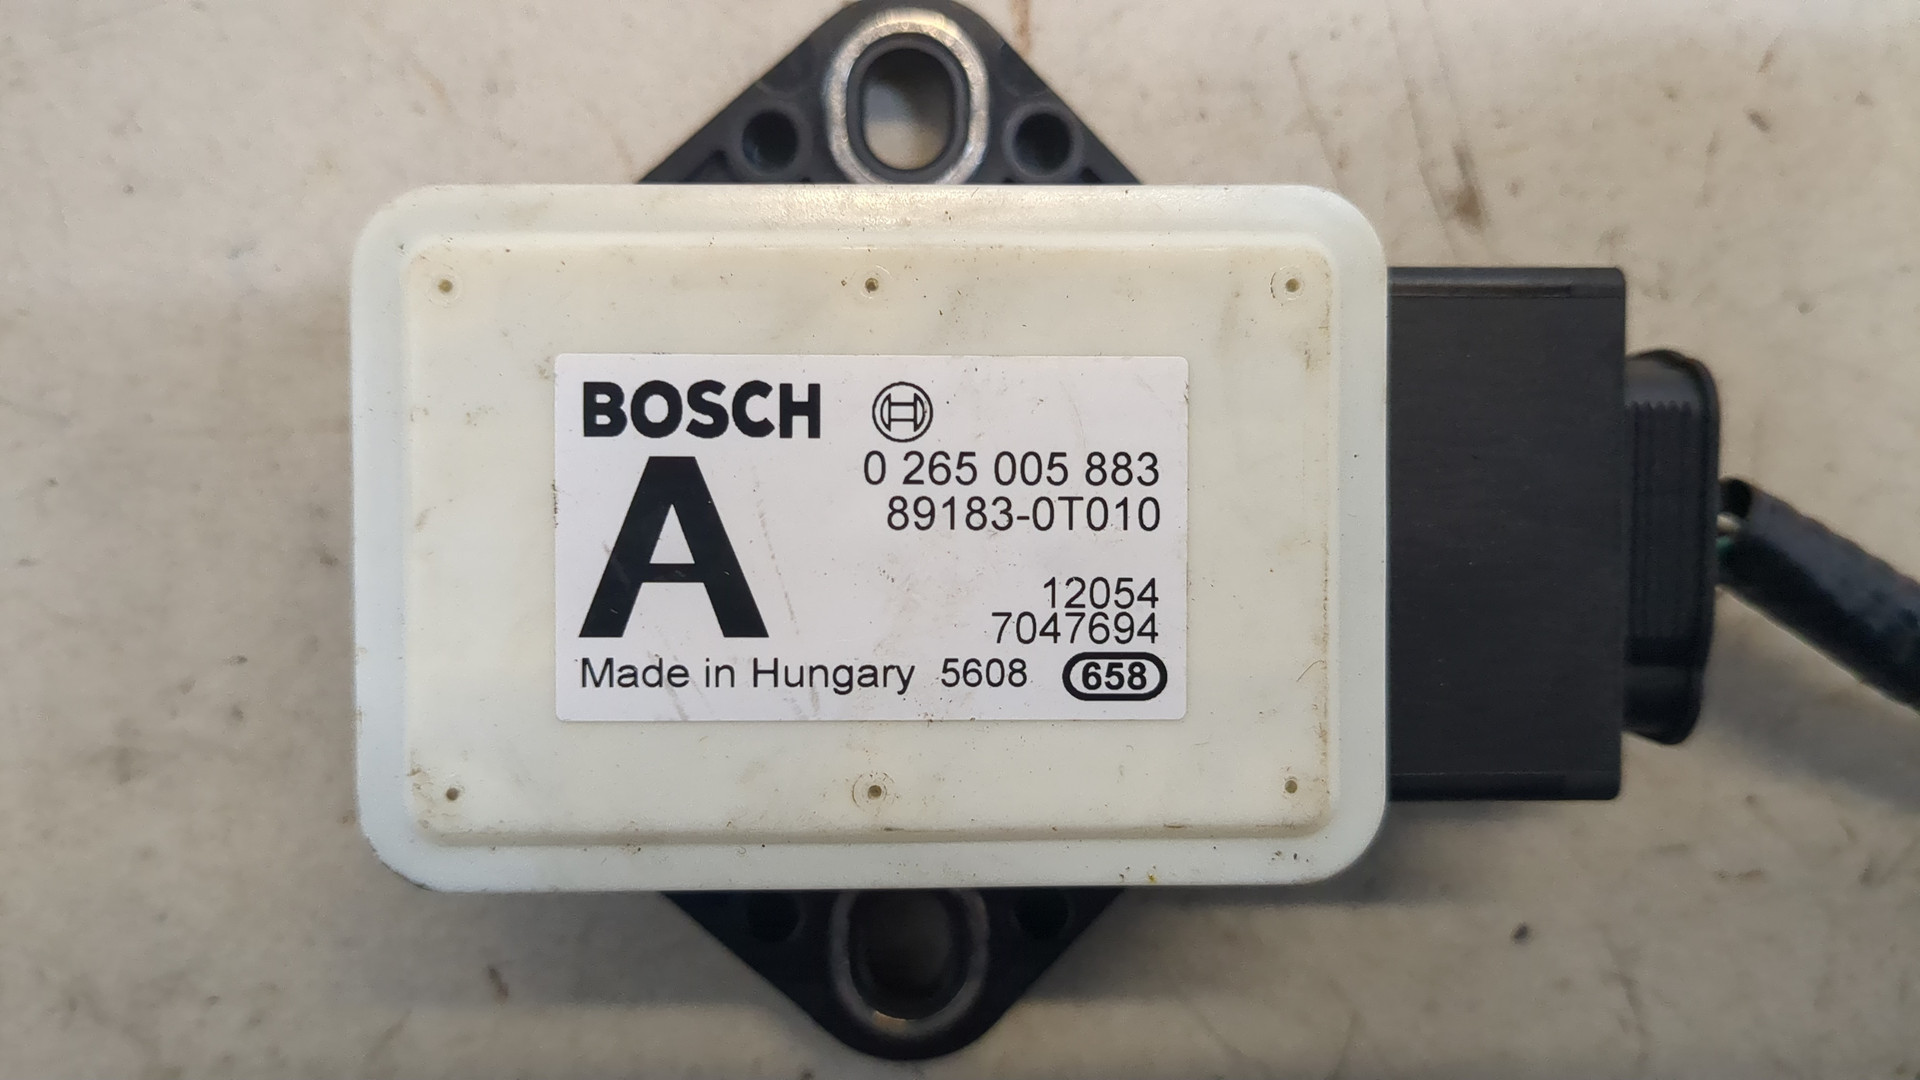 BOSCH
0 265 005 883
A
89183-0T010
12054
7047694
Made in Hungary 5608 658